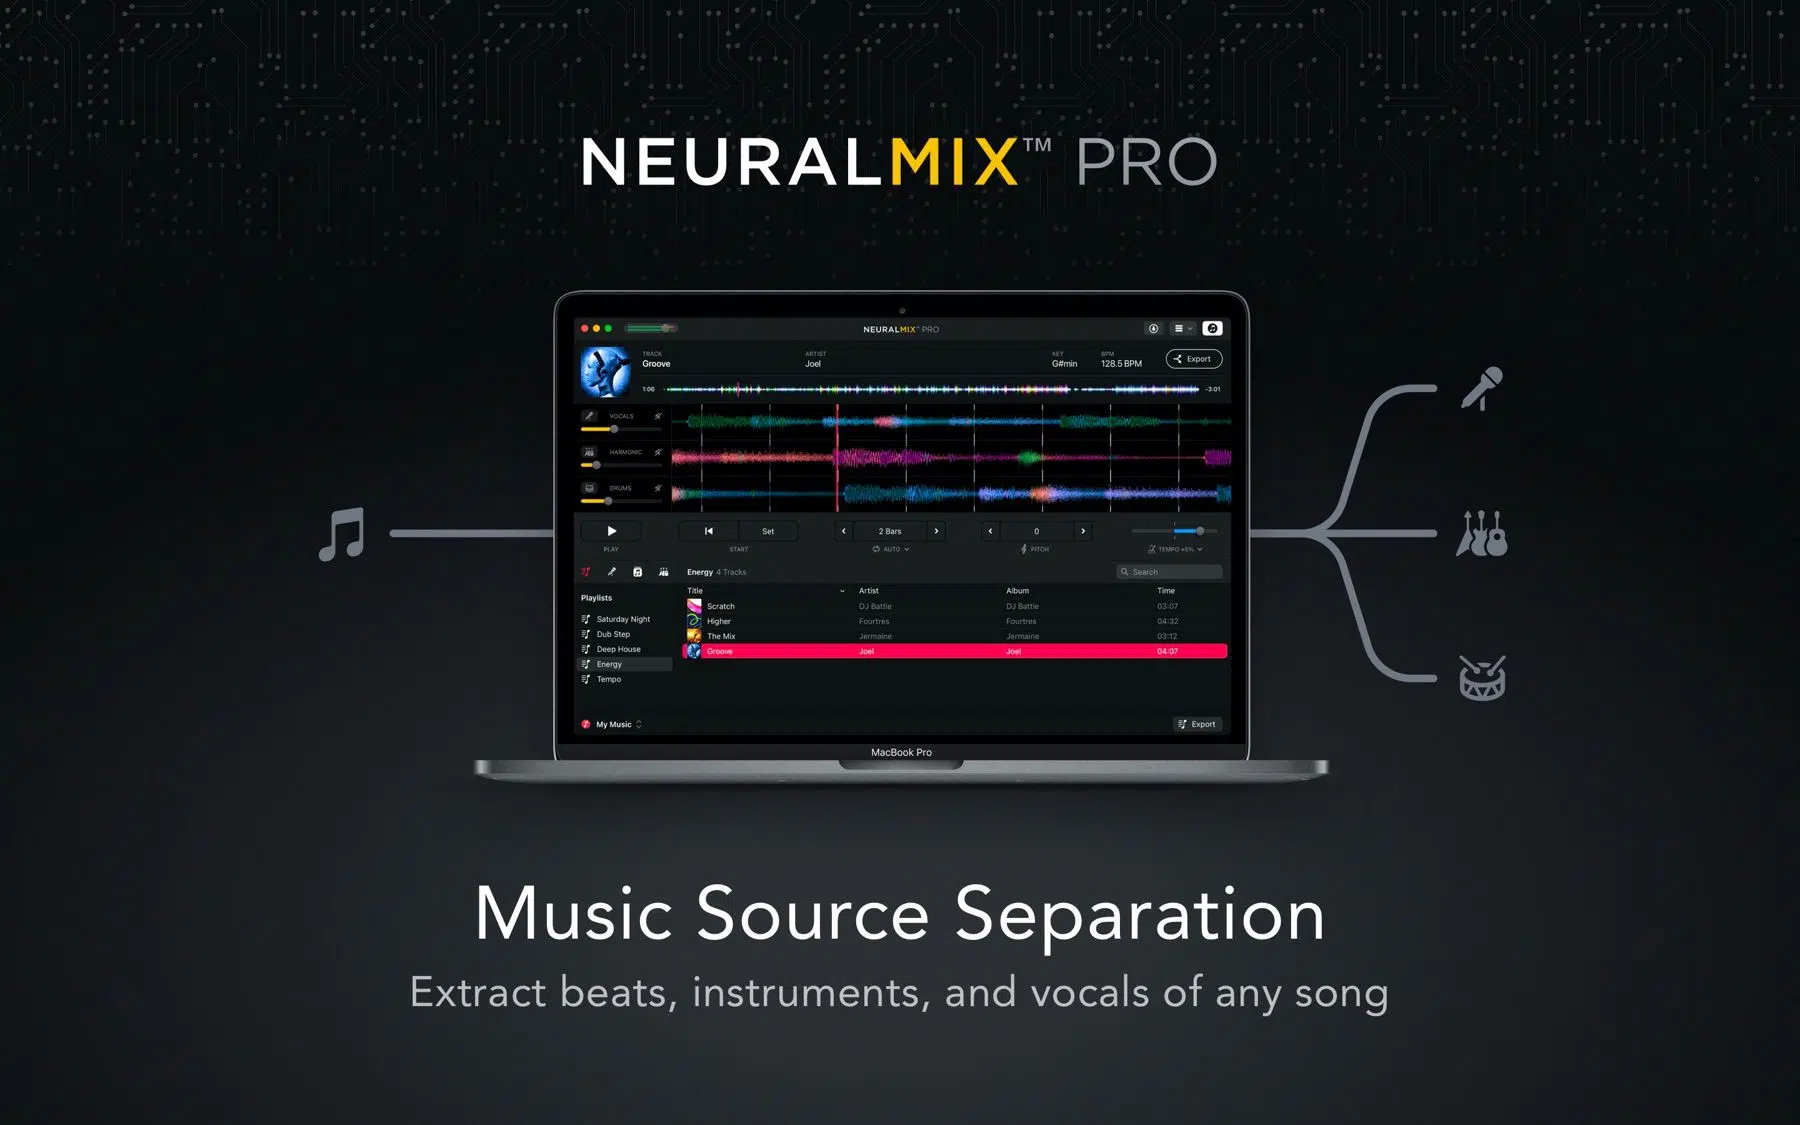 NEURALMIX™ PRO
NEURALMIX™ PRO
TRACK
Groove
ARTIST
Joel
KEY
G#min
BPM
128.5 BPM
Export
1:06
-3:01
VOCALS
HARMONIC
DRUMS
Set
2 Bars
0
PLAY
START
AUTO
PITCH
TEMPO +5%
Energy 4 Tracks
Search
Playlists
Saturday Night
Dub Step
Deep House
Energy
Tempo
Title Artist Album Time
Scratch DJ Battle DJ Battle 03:07
Higher Fourtres Fourtres 04:32
The Mix Jermaine Jermaine 03:12
Groove Joel Joel 04:07
My Music
Export
MacBook Pro
Music Source Separation
Extract beats, instruments, and vocals of any song